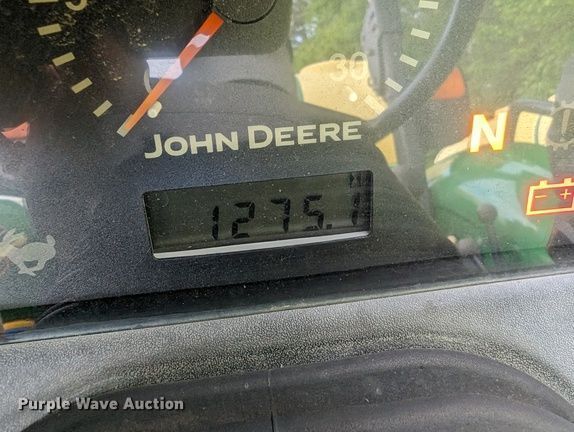 30
JOHN DEERE
N
1275.1
- +
Purple Wave Auction